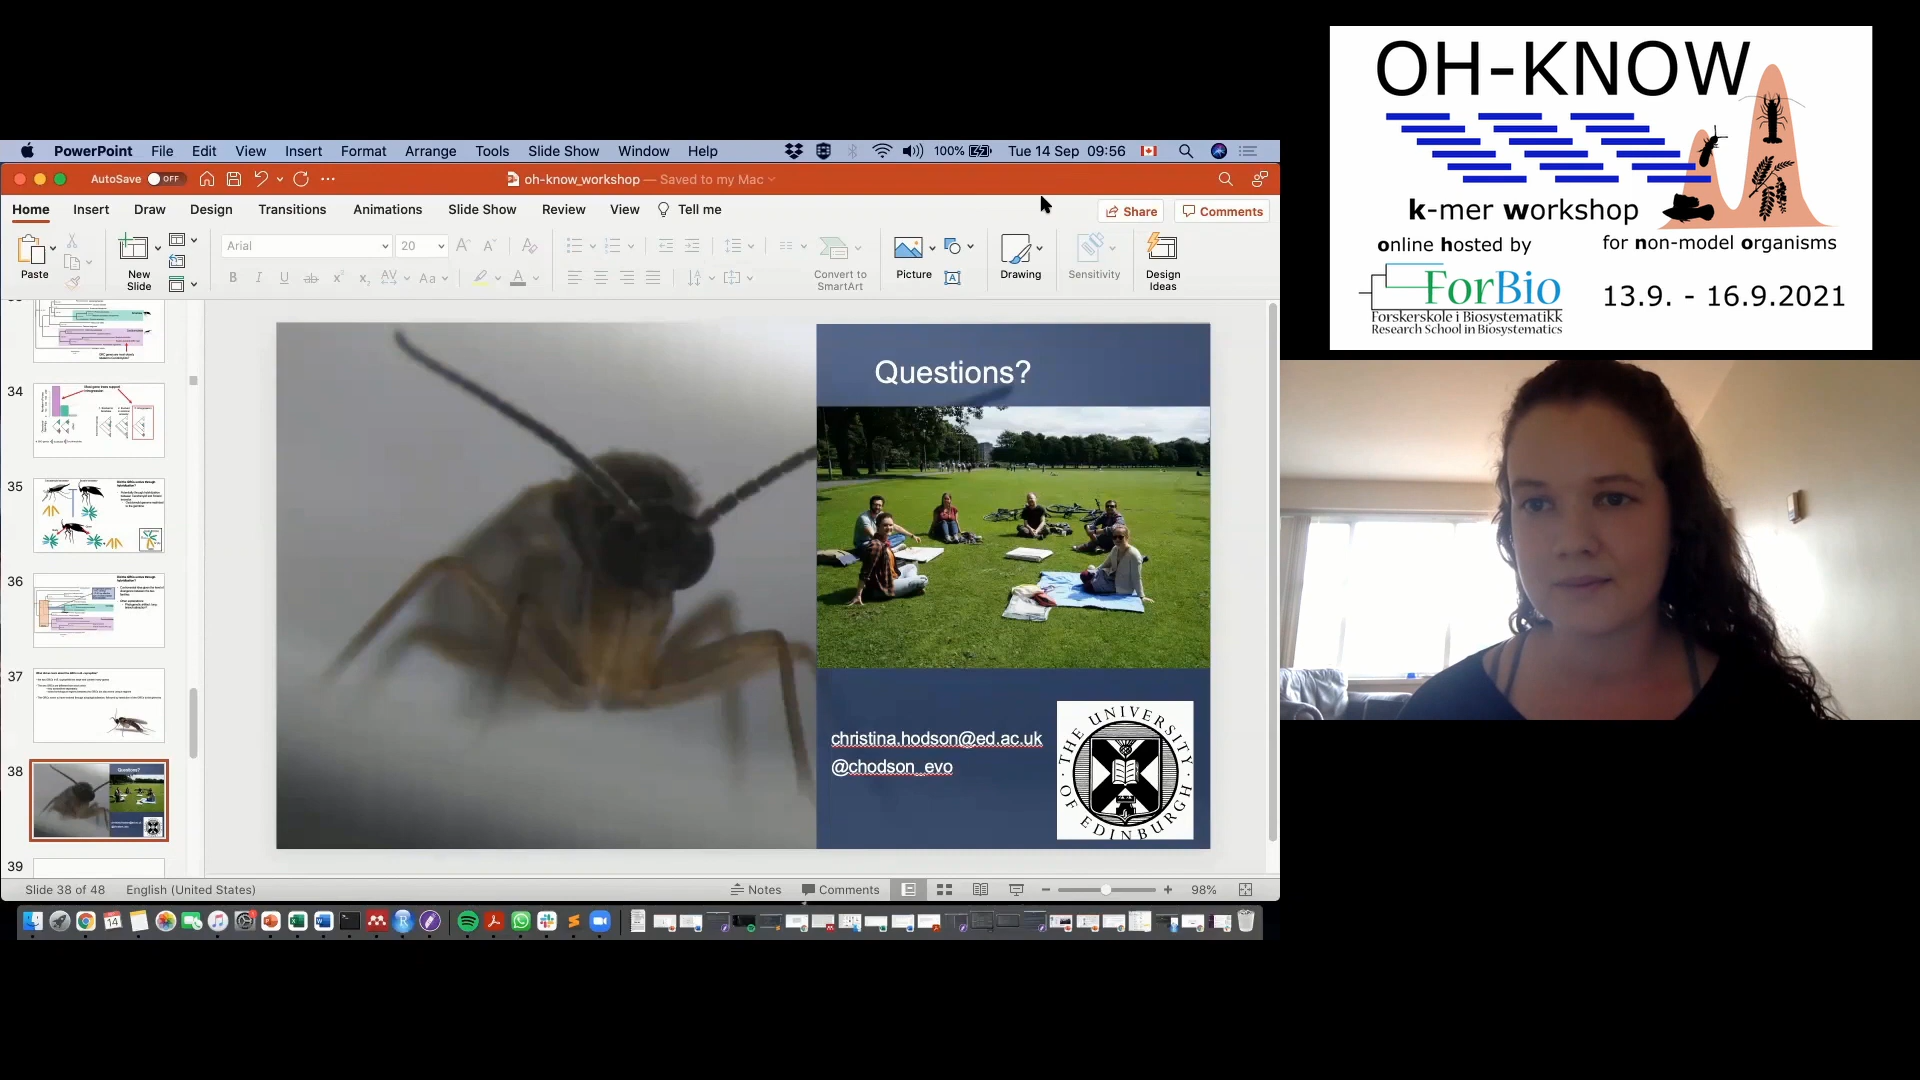 PowerPoint File Edit View Insert Format Arrange Tools Slide Show Window Help 100% Tue 14 Sep 09:56
AutoSave OFF oh-know_workshop — Saved to my Mac
Home Insert Draw Design Transitions Animations Slide Show Review View Tell me Share Comments
Paste
New
Slide
Arial 20
Convert to
SmartArt
Picture
Drawing
Sensitivity
Design
Ideas
34
35
36
37
38
39
Questions?
christina.hodson@ed.ac.uk
@chodson_evo
THE UNIVERSITY OF EDINBURGH
Slide 38 of 48 English (United States) Notes Comments 98%
OH-KNOW
k-mer workshop
online hosted by
for non-model organisms
ForBio
Forskerskole i Biosystematikk
Research School in Biosystematics
13.9. - 16.9.2021